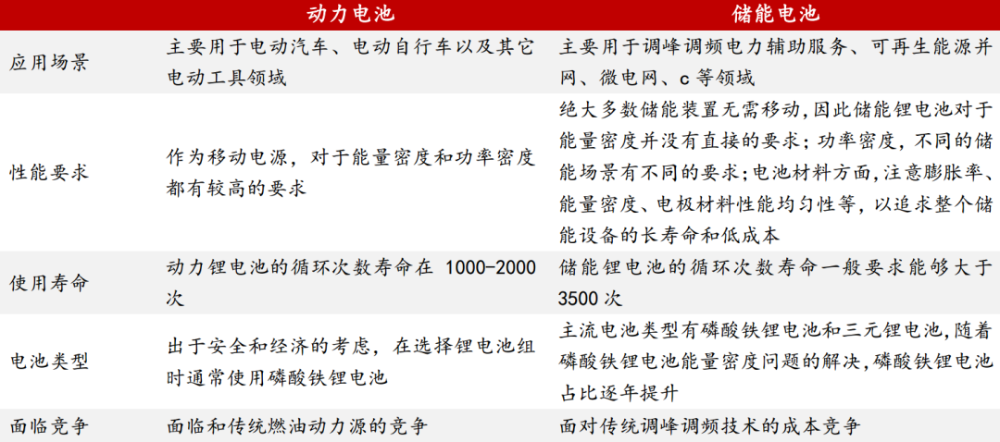 动力电池 储能电池
应用场景
主要用于电动汽车、电动自行车以及其它
电动工具领域
主要用于调峰调频电力辅助服务、可再生能源并
网、微电网、c 等领域
性能要求
作为移动电源，对于能量密度和功率密度
都有较高的要求
绝大多数储能装置无需移动,因此储能锂电池对于
能量密度并没有直接的要求；功率密度，不同的储
能场景有不同的要求;电池材料方面,注意膨胀率、
能量密度、电极材料性能均匀性等，以追求整个储
能设备的长寿命和低成本
使用寿命
动力锂电池的循环次数寿命在 1000-2000
次
储能锂电池的循环次数寿命一般要求能够大于
3500 次
电池类型
出于安全和经济的考虑，在选择锂电池组
时通常使用磷酸铁锂电池
主流电池类型有磷酸铁锂电池和三元锂电池,随着
磷酸铁锂电池能量密度问题的解决,磷酸铁锂电池
占比逐年提升
面临竞争
面临和传统燃油动力源的竞争
面对传统调峰调频技术的成本竞争